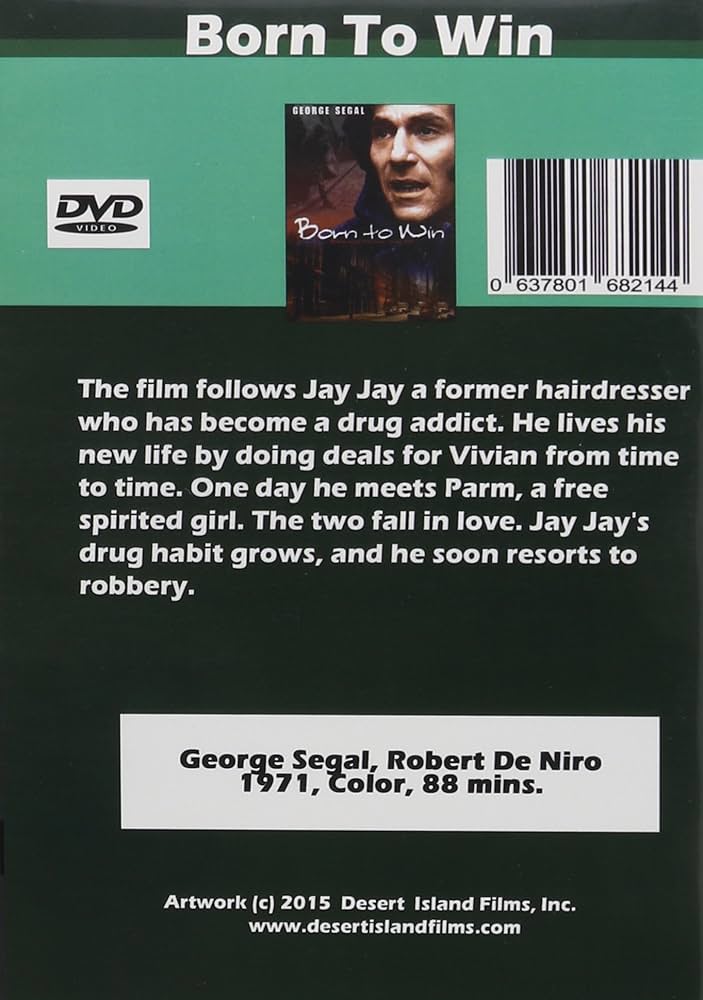 Born To Win
GEORGE SEGAL
Born to Win
DVD
VIDEO
0 637801 682144
The film follows Jay Jay a former hairdresser
who has become a drug addict. He lives his
new life by doing deals for Vivian from time
to time. One day he meets Parm, a free
spirited girl. The two fall in love. Jay Jay's
drug habit grows, and he soon resorts to
robbery.
George Segal, Robert De Niro
1971, Color, 88 mins.
Artwork (c) 2015 Desert Island Films, Inc.
www.desertislandfilms.com